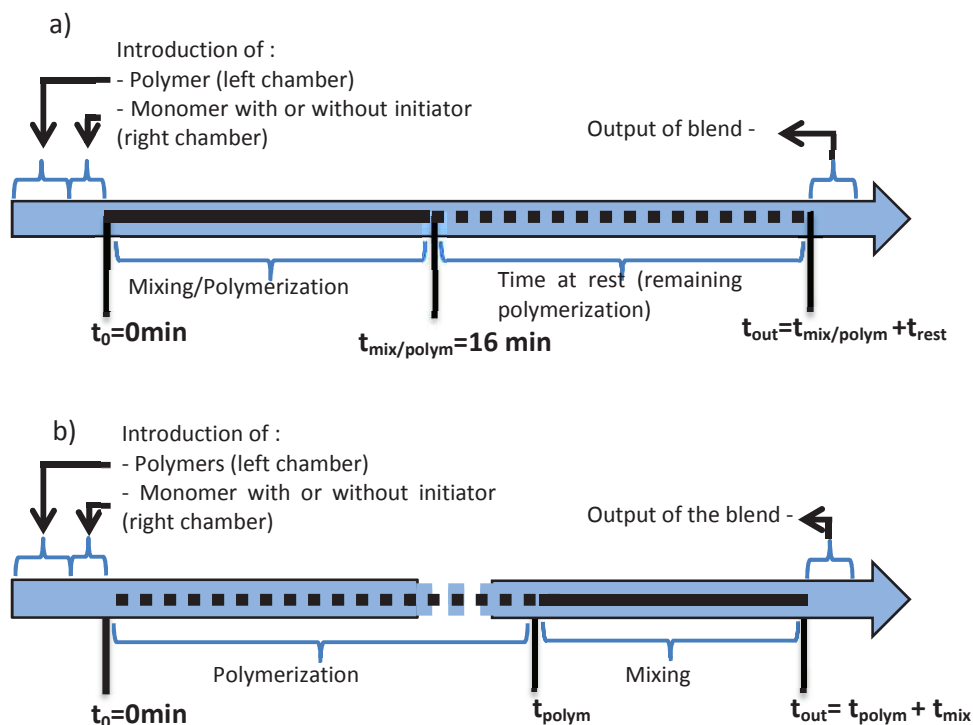 a)
Introduction of :
- Polymer (left chamber)
- Monomer with or without initiator
(right chamber)
Output of blend -
Mixing/Polymerization
Time at rest (remaining
polymerization)
t0=0min
tmix/polym=16 min
tout=tmix/polym +trest
b)
Introduction of :
- Polymers (left chamber)
- Monomer with or without initiator
(right chamber)
Output of the blend -
Polymerization
Mixing
t0=0min
tpolym
tout= tpolym + tmix